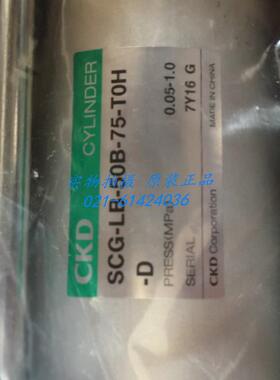 CKD CYLINDER
SCG-LB-50B-75-T0H
-D
PRESS(MPa) 0.05-1.0
SERIAL 7Y16 G
CKD Corporation MADE IN CHINA
实物拍摄 原装正品
021-61424036